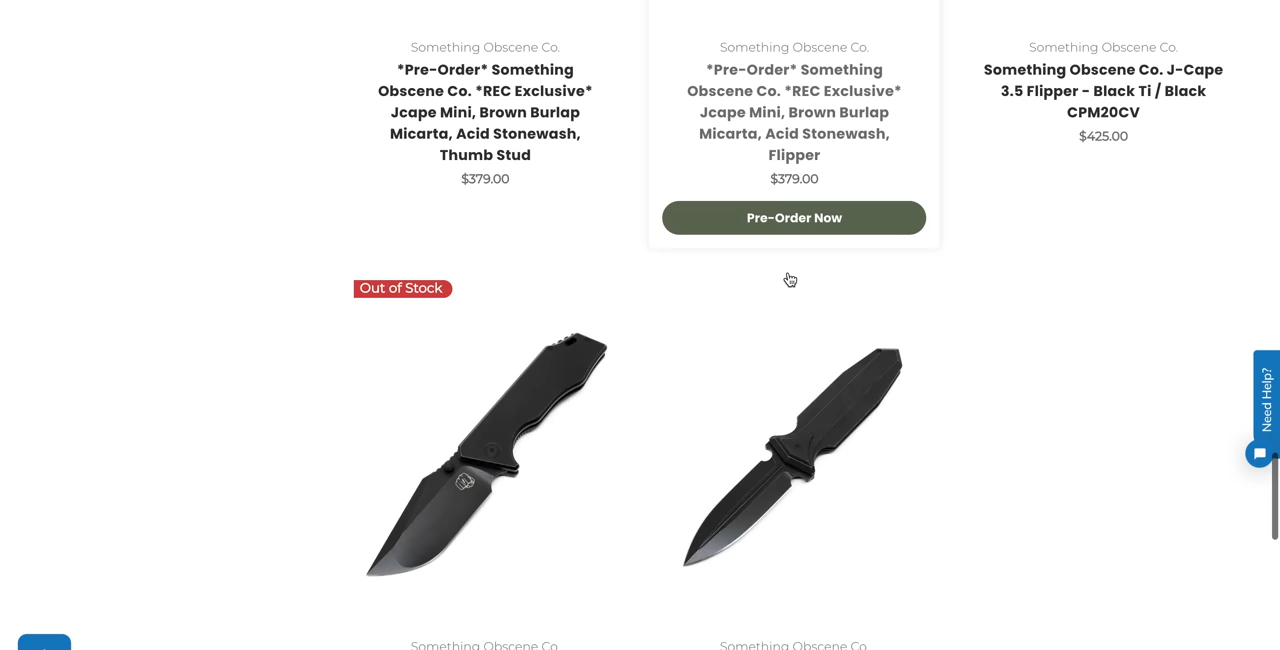 Something Obscene Co.
*Pre-Order* Something
Obscene Co. *REC Exclusive*
Jcape Mini, Brown Burlap
Micarta, Acid Stonewash,
Thumb Stud
$379.00
Something Obscene Co.
*Pre-Order* Something
Obscene Co. *REC Exclusive*
Jcape Mini, Brown Burlap
Micarta, Acid Stonewash,
Flipper
$379.00
Pre-Order Now
Something Obscene Co.
Something Obscene Co. J-Cape
3.5 Flipper - Black Ti / Black
CPM20CV
$425.00
Out of Stock
Need Help?
Something Obscene Co.
Something Obscene Co.